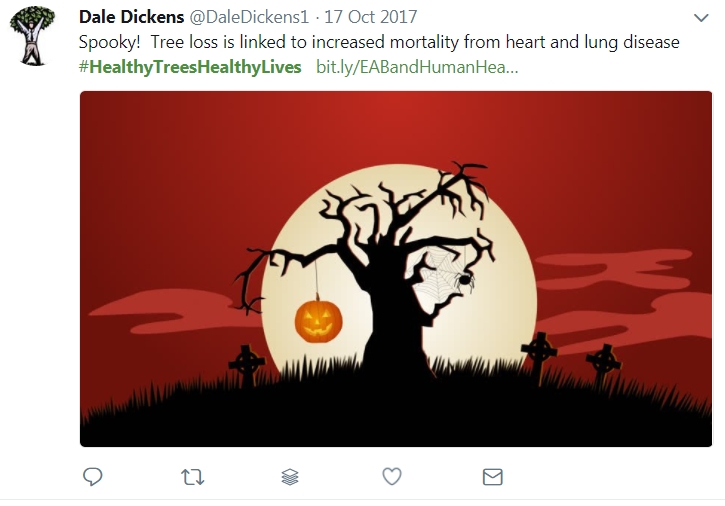 Dale Dickens @DaleDickens1 · 17 Oct 2017
Spooky!  Tree loss is linked to increased mortality from heart and lung disease
#HealthyTreesHealthyLives   bit.ly/EABandHumanHea...